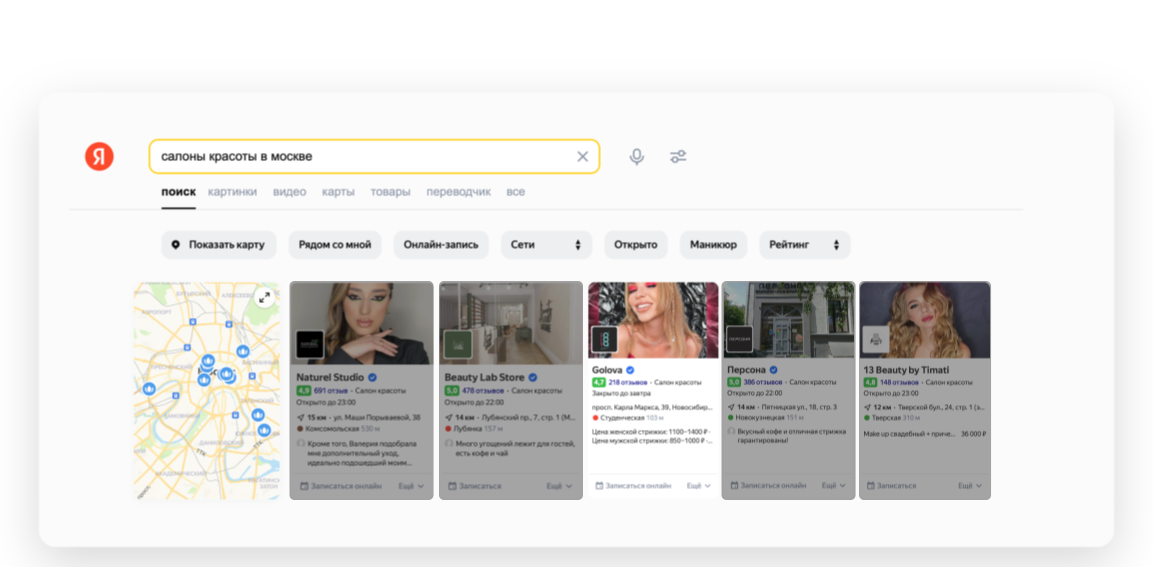 Я
салоны красоты в москве
поиск картинки видео карты товары переводчик все
Показать карту Рядом со мной Онлайн-запись Сети Открыто Маникюр Рейтинг
Naturel Studio
4,9 691 отзыв · Салон красоты
Открыто до 23:00
15 км · ул. Маши Порываевой, 38
Комсомольская 530 м
Кроме того, Валерия подобрала
мне дополнительный уход,
идеально подошедший моим...
Записаться онлайн Ещё
Beauty Lab Store
5,0 478 отзывов · Салон красоты
Открыто до 22:00
14 км · Лубянский пр., 7, стр. 1 (М...
Лубянка 157 м
Много угощений лежит для гостей,
есть кофе и чай
Записаться Ещё
Golova
4,7 218 отзывов · Салон красоты
Закрыто до завтра
просп. Карла Маркса, 39, Новосибир...
Студенческая 103 м
Цена женской стрижки: 1100–1400 ₽ ·
Цена мужской стрижки: 850–1000 ₽ ·...
Записаться онлайн Ещё
ПЕРСОНА
Персона
5,0 386 отзывов · Салон красоты
Открыто до 22:00
14 км · Пятницкая ул., 18, стр. 3
Новокузнецкая 151 м
Вкусный кофе и отличная стрижка
гарантированы!
Записаться онлайн Ещё
13 Beauty by Timati
4,8 148 отзывов · Салон красоты
Открыто до 23:00
12 км · Тверской бул., 24, стр. 1 (э...
Тверская 310 м
Make up свадебный + приче... 36 000 ₽
Записаться Ещё